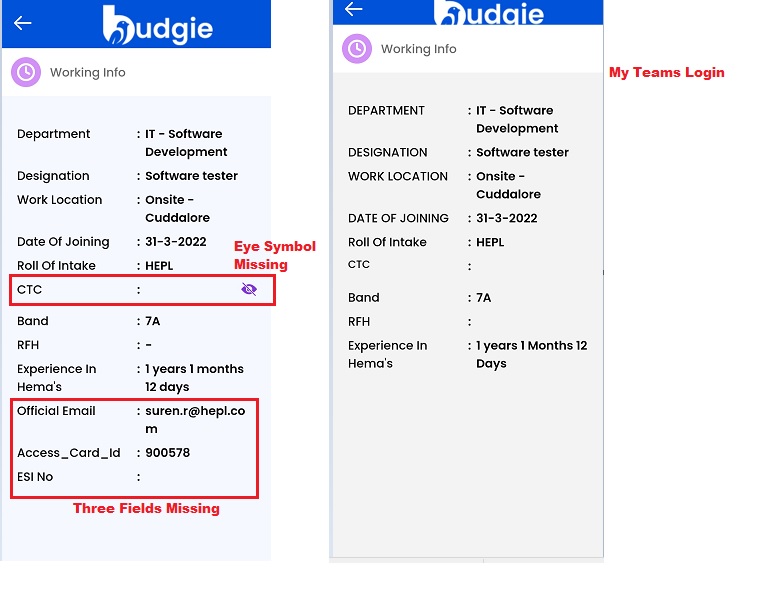 budgie
Working Info
Department : IT - Software
Development
Designation : Software tester
Work Location : Onsite -
Cuddalore
Date Of Joining : 31-3-2022
Roll Of Intake : HEPL
Eye Symbol
Missing
CTC :
Band : 7A
RFH : -
Experience In : 1 years 1 months
Hema's 12 days
Official Email : suren.r@hepl.co
m
Access_Card_Id : 900578
ESI No :
Three Fields Missing
budgie
Working Info
My Teams Login
DEPARTMENT : IT - Software
Development
DESIGNATION : Software tester
WORK LOCATION : Onsite -
Cuddalore
DATE OF JOINING : 31-3-2022
Roll Of Intake : HEPL
CTC :
Band : 7A
RFH :
Experience In : 1 years 1 Months 12
Hema's Days